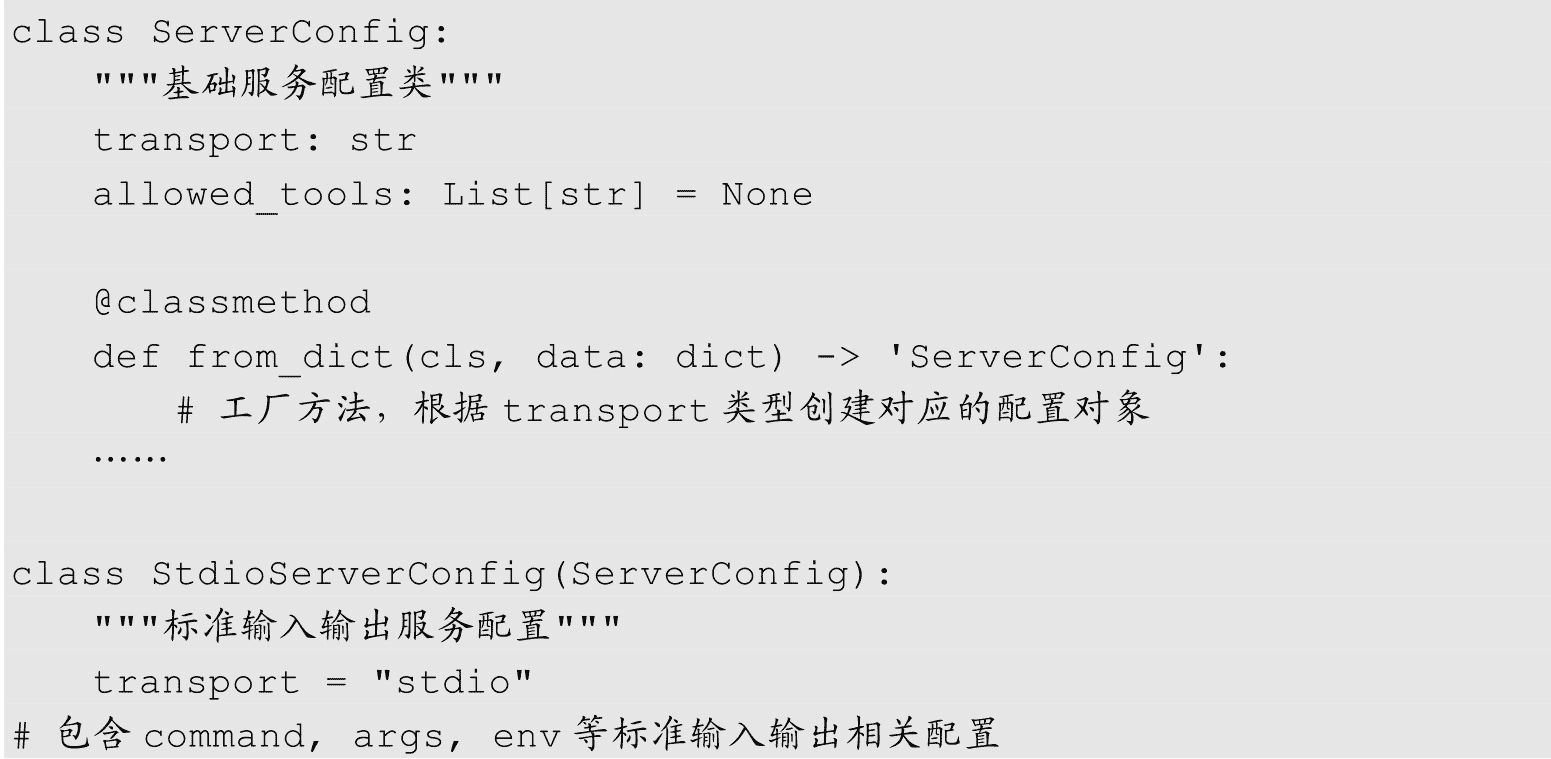 class ServerConfig:
    """基础服务配置类"""
    transport: str
    allowed_tools: List[str] = None

    @classmethod
    def from_dict(cls, data: dict) -> 'ServerConfig':
        # 工厂方法，根据 transport 类型创建对应的配置对象
    ……

class StdioServerConfig(ServerConfig):
    """标准输入输出服务配置"""
    transport = "stdio"
# 包含 command, args, env 等标准输入输出相关配置